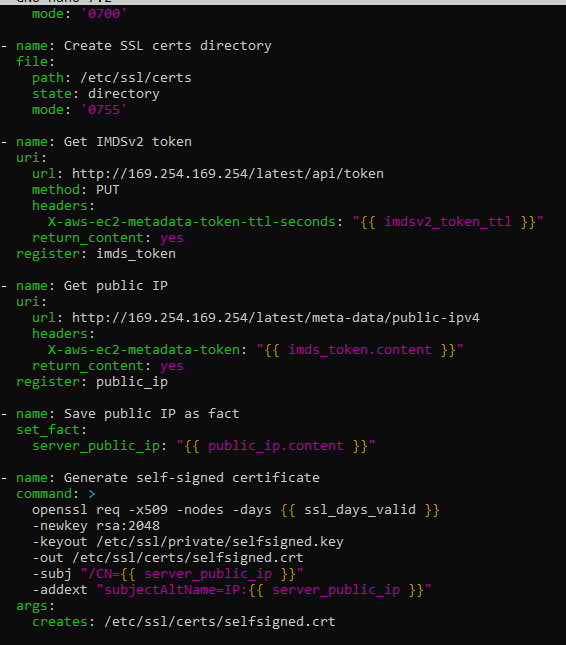 mode: '0700'
- name: Create SSL certs directory
  file:
    path: /etc/ssl/certs
    state: directory
    mode: '0755'
- name: Get IMDSv2 token
  uri:
    url: http://169.254.169.254/latest/api/token
    method: PUT
    headers:
      X-aws-ec2-metadata-token-ttl-seconds: "{{ imdsv2_token_ttl }}"
    return_content: yes
  register: imds_token
- name: Get public IP
  uri:
    url: http://169.254.169.254/latest/meta-data/public-ipv4
    headers:
      X-aws-ec2-metadata-token: "{{ imds_token.content }}"
    return_content: yes
  register: public_ip
- name: Save public IP as fact
  set_fact:
    server_public_ip: "{{ public_ip.content }}"
- name: Generate self-signed certificate
  command: >
    openssl req -x509 -nodes -days {{ ssl_days_valid }}
    -newkey rsa:2048
    -keyout /etc/ssl/private/selfsigned.key
    -out /etc/ssl/certs/selfsigned.crt
    -subj "/CN={{ server_public_ip }}"
    -addext "subjectAltName=IP:{{ server_public_ip }}"
  args:
    creates: /etc/ssl/certs/selfsigned.crt